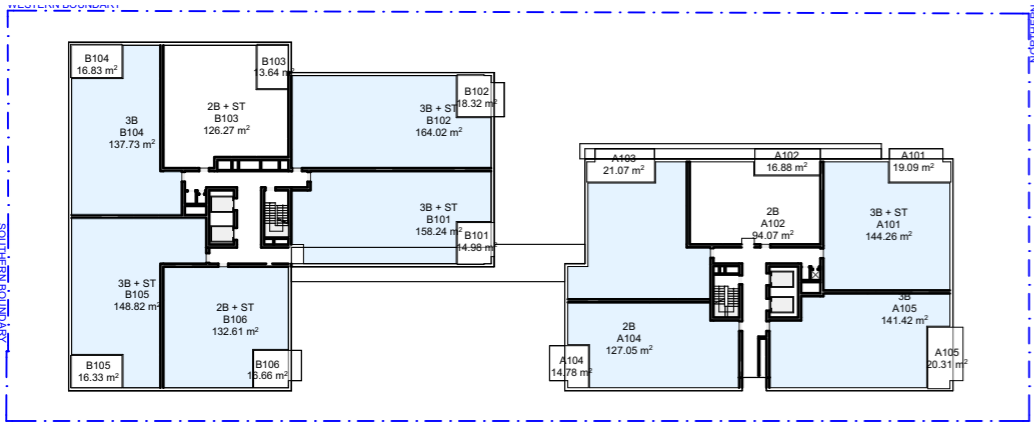 WESTERN BOUNDARY
B104
16.83 m²
B103
13.64 m²
2B + ST
B103
126.27 m²
3B
B104
137.73 m²
3B + ST
B102
164.02 m²
B102
18.32 m²
3B + ST
B101
158.24 m²
B101
14.98 m²
3B + ST
B105
148.82 m²
2B + ST
B106
132.61 m²
B105
16.33 m²
B106
16.66 m²
SOUTHERN BOUNDARY
A103
21.07 m²
A102
16.88 m²
A101
19.09 m²
2B
A102
94.07 m²
3B + ST
A101
144.26 m²
2B
A104
127.05 m²
3B
A105
141.42 m²
A104
14.78 m²
A105
20.31 m²